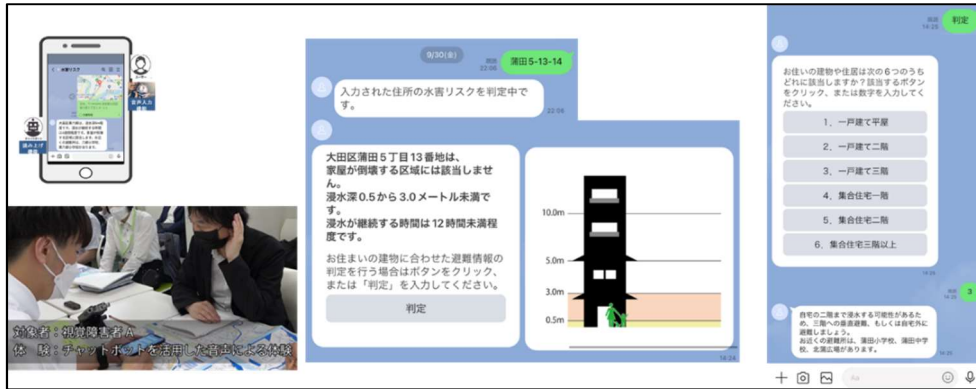 水害リスク
音声入力
機能
読み上げ
機能
対象者：視覚障害者A
体　験：チャットボットを活用した音声による体験
9/30(金)
既読
22:06
蒲田5-13-14
入力された住所の水害リスクを判定中で
す。
22:06
大田区蒲田5丁目13番地は、
家屋が倒壊する区域には該当しませ
ん。
浸水深0.5から3.0メートル未満で
す。
浸水が継続する時間は12時間未満程
度です。
お住まいの建物に合わせた避難情報の
判定を行う場合はボタンをクリック、
または「判定」を入力してください。
判定
10.0m
5.0m
3.0m
0.5m
14:24
既読
14:25
判定
お住いの建物や住居は次の6つのうち
どれに該当しますか？該当するボタン
をクリック、または数字を入力してく
ださい。
1、一戸建て平屋
2、一戸建て二階
3、一戸建て三階
4、集合住宅一階
5、集合住宅二階
6、集合住宅三階以上
14:25
既読
14:25
3
自宅の二階まで浸水する可能性があるた
め、三階への垂直避難、もしくは自宅外に
避難しましょう。
お近くの避難所は、蒲田小学校、蒲田中学
校、北蒲広場があります。
14:25
Aa